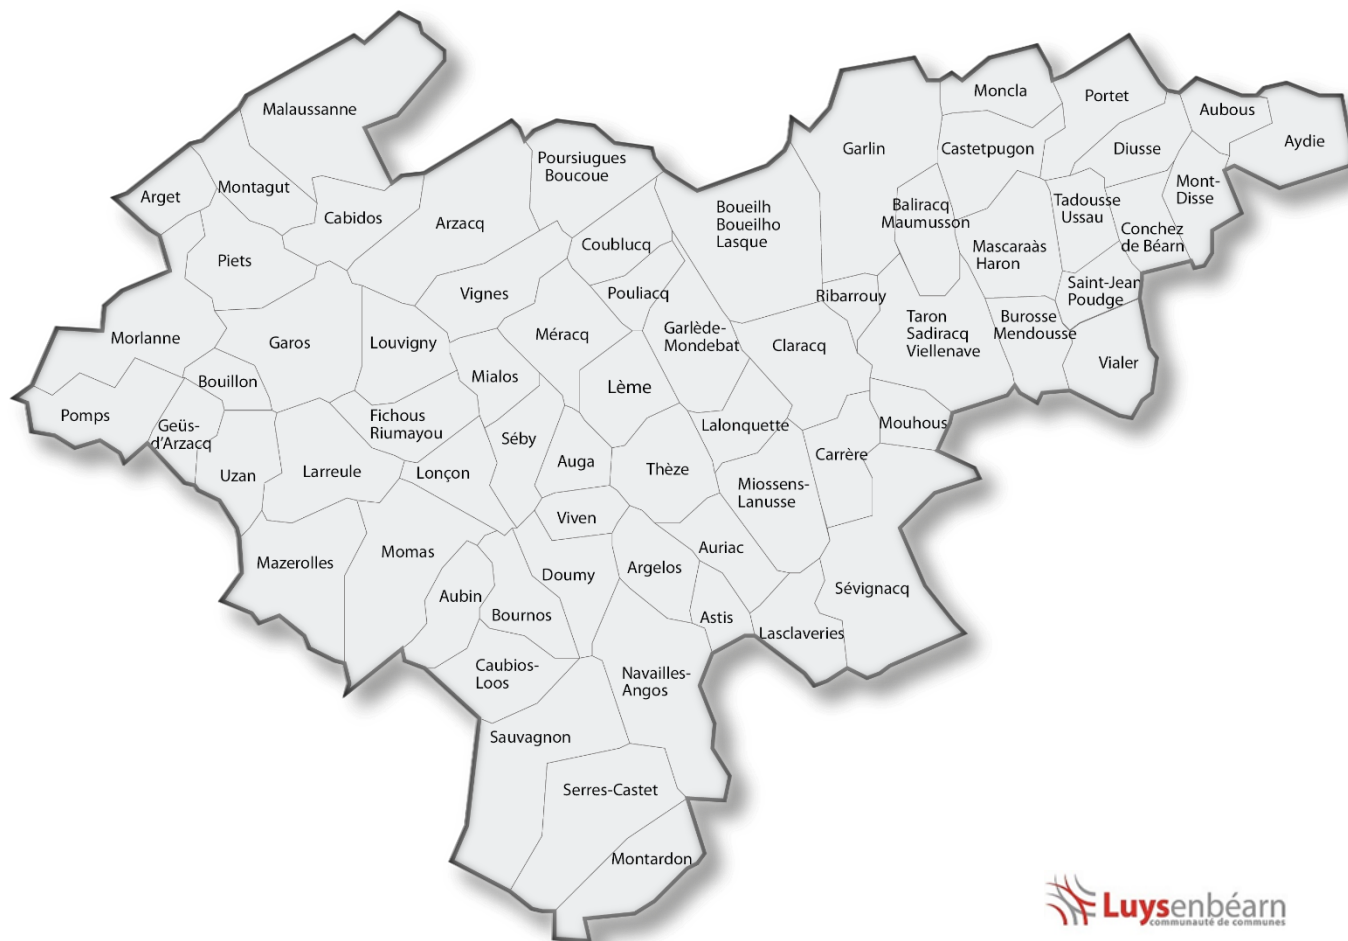 Malaussanne
Arget
Montagut
Cabidos
Piets
Arzacq
Poursiugues
Boucoue
Coublucq
Vignes
Pouliacq
Morlanne
Garos
Louvigny
Méracq
Garlède-
Mondebat
Bouillon
Mialos
Lème
Pomps
Geüs-
d'Arzacq
Fichous
Riumayou
Séby
Uzan
Larreule
Lonçon
Auga
Thèze
Lalonquette
Viven
Mazerolles
Momas
Aubin
Bournos
Doumy
Argelos
Auriac
Astis
Miossens-
Lanusse
Carrère
Mouhous
Sévignacq
Lasclaveries
Caubios-
Loos
Navailles-
Angos
Sauvagnon
Serres-Castet
Montardon
Boueilh
Boueilho
Lasque
Garlin
Claracq
Ribarrouy
Baliracq
Maumusson
Moncla
Castetpugon
Mascaraàs
Haron
Taron
Sadiracq
Viellenave
Burosse
Mendousse
Portet
Diusse
Tadousse
Ussau
Conchez
de Béarn
Saint-Jean
Poudge
Vialer
Aubous
Aydie
Mont-
Disse
Luysenbéarn
communauté de communes